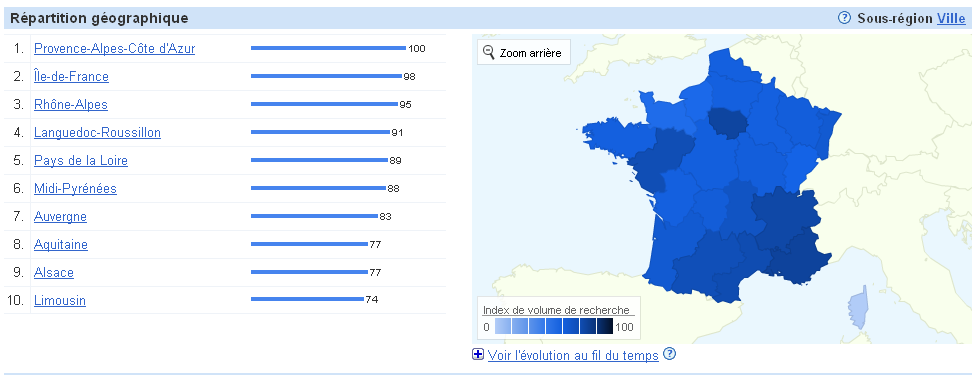 Répartition géographique
Sous-région Ville
1. Provence-Alpes-Côte d'Azur 100
2. Île-de-France 98
3. Rhône-Alpes 95
4. Languedoc-Roussillon 91
5. Pays de la Loire 89
6. Midi-Pyrénées 88
7. Auvergne 83
8. Aquitaine 77
9. Alsace 77
10. Limousin 74
Zoom arrière
Index de volume de recherche
0 100
Voir l'évolution au fil du temps